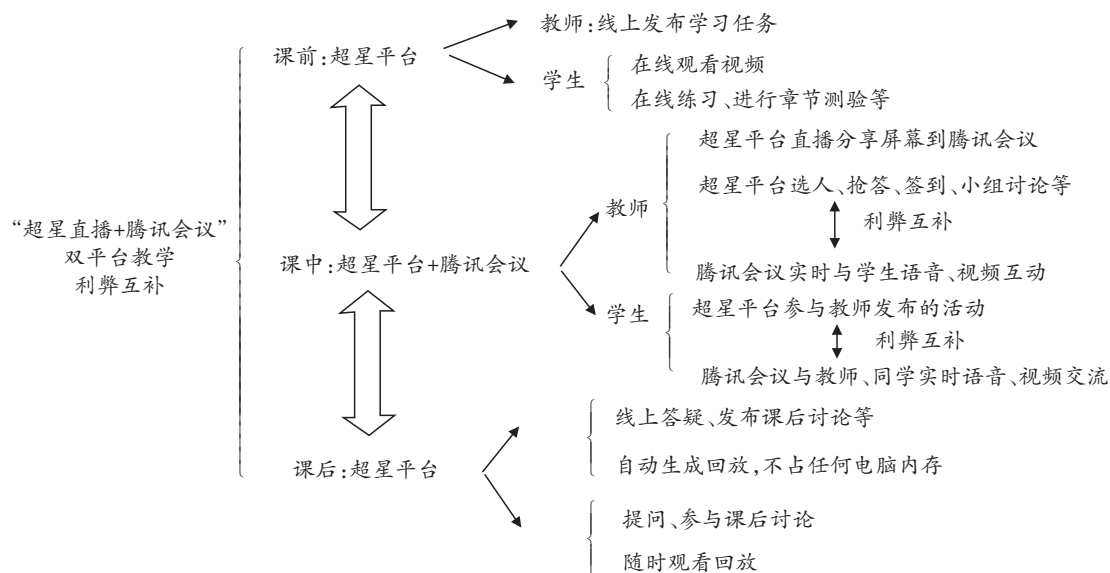 教师:线上发布学习任务
课前:超星平台
学生
在线观看视频
在线练习、进行章节测验等
超星平台直播分享屏幕到腾讯会议
超星平台选人、抢答、签到、小组讨论等
教师
利弊互补
腾讯会议实时与学生语音、视频互动
“超星直播+腾讯会议”
双平台教学
利弊互补
课中:超星平台+腾讯会议
学生
超星平台参与教师发布的活动
利弊互补
腾讯会议与教师、同学实时语音、视频交流
线上答疑、发布课后讨论等
自动生成回放,不占任何电脑内存
课后:超星平台
提问、参与课后讨论
随时观看回放